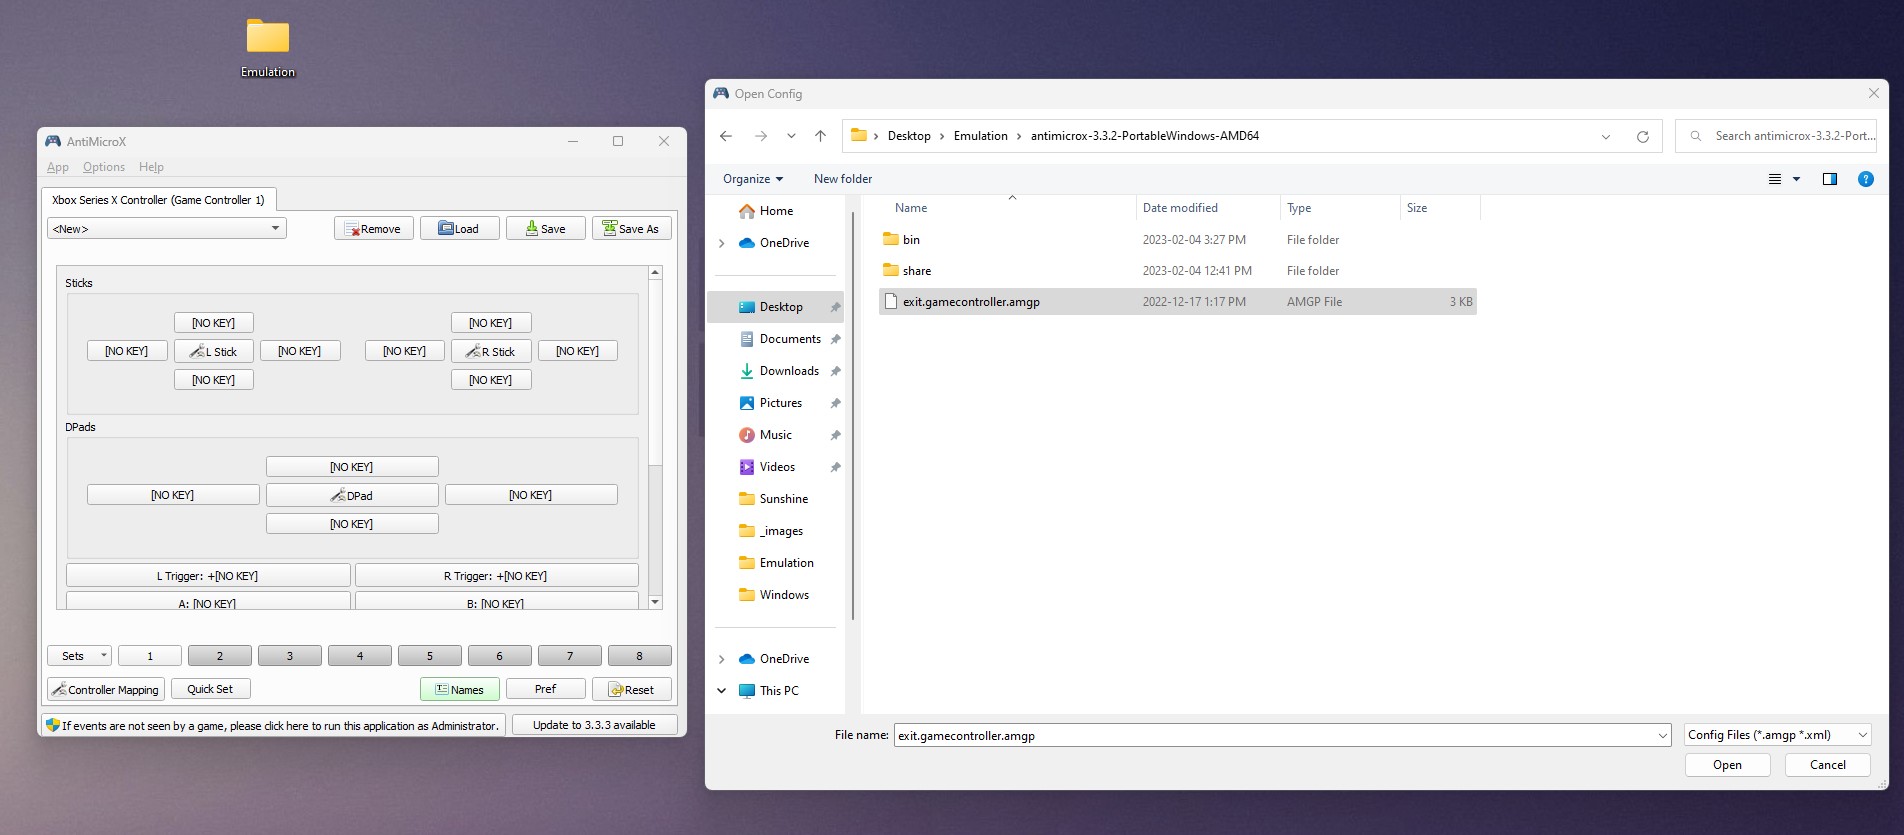 Emulation
AntiMicroX
App Options Help
Xbox Series X Controller (Game Controller 1)
<New>
Remove
Load
Save
Save As
Sticks
[NO KEY] [NO KEY]
[NO KEY] L Stick [NO KEY] [NO KEY] R Stick [NO KEY]
[NO KEY] [NO KEY]
DPads
[NO KEY]
[NO KEY] DPad [NO KEY]
[NO KEY]
L Trigger: +[NO KEY] R Trigger: +[NO KEY]
A: [NO KEY] B: [NO KEY]
Sets 1 2 3 4 5 6 7 8
Controller Mapping Quick Set Names Pref Reset
If events are not seen by a game, please click here to run this application as Administrator. Update to 3.3.3 available
Open Config
Desktop > Emulation > antimicrox-3.3.2-PortableWindows-AMD64
Search antimicrox-3.3.2-Port...
Organize New folder
Home
OneDrive
Desktop
Documents
Downloads
Pictures
Music
Videos
Sunshine
_images
Emulation
Windows
OneDrive
This PC
Name Date modified Type Size
bin 2023-02-04 3:27 PM File folder
share 2023-02-04 12:41 PM File folder
exit.gamecontroller.amgp 2022-12-17 1:17 PM AMGP File 3 KB
File name: exit.gamecontroller.amgp Config Files (*.amgp *.xml)
Open Cancel